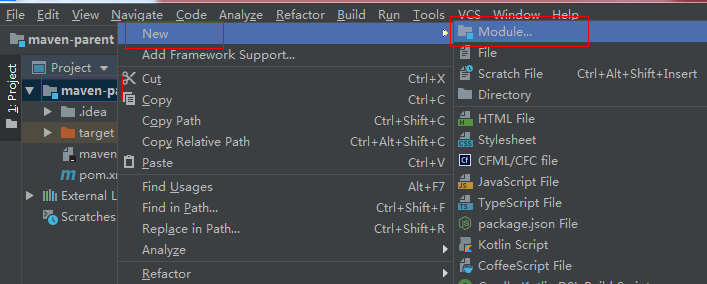 File Edit View Navigate Code Analyze Refactor Build Run Tools VCS Window Help
maven-parent
1: Project
Project
maven-pa
.idea
target
maven
pom.x
External L
Scratches
New
Add Framework Support...
Cut Ctrl+X
Copy Ctrl+C
Copy Path Ctrl+Shift+C
Copy Relative Path Ctrl+Alt+Shift+C
Paste Ctrl+V
Find Usages Alt+F7
Find in Path... Ctrl+Shift+F
Replace in Path... Ctrl+Shift+R
Analyze
Refactor
Module...
File
Scratch File Ctrl+Alt+Shift+Insert
Directory
HTML File
Stylesheet
CFML/CFC file
JavaScript File
TypeScript File
package.json File
Kotlin Script
CoffeeScript File